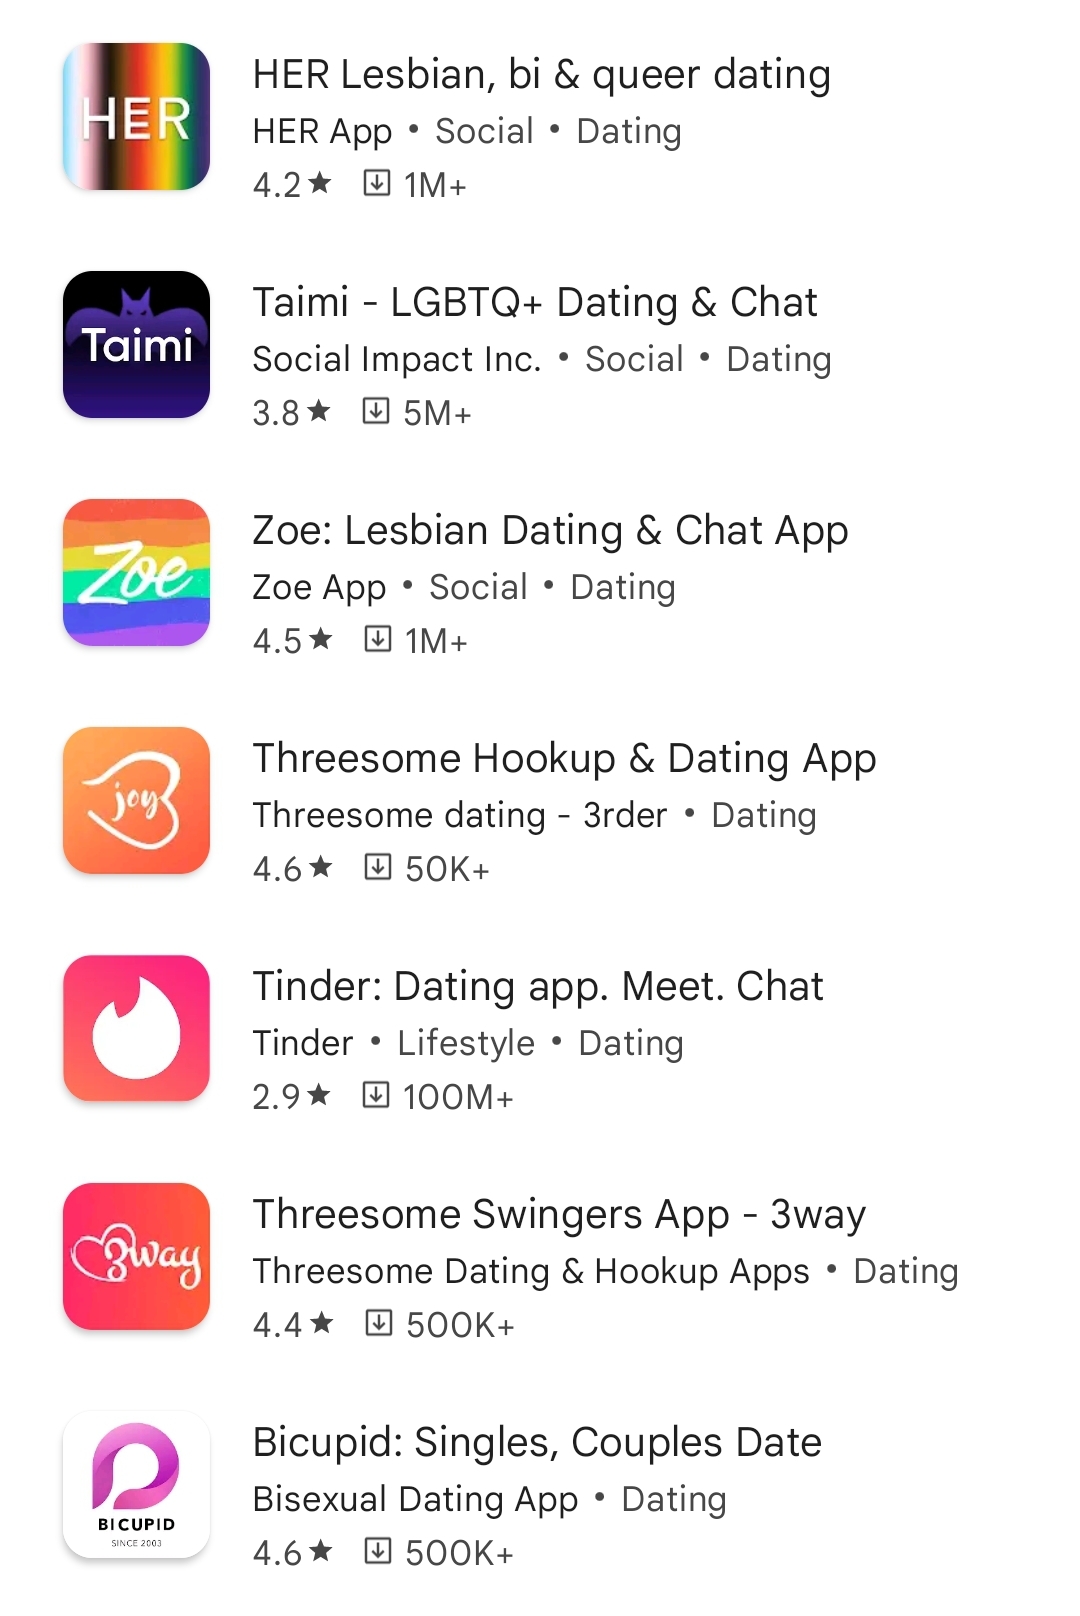 HER
HER Lesbian, bi & queer dating
HER App • Social • Dating
4.2★ 1M+
Taimi
Taimi - LGBTQ+ Dating & Chat
Social Impact Inc. • Social • Dating
3.8★ 5M+
Zoe
Zoe: Lesbian Dating & Chat App
Zoe App • Social • Dating
4.5★ 1M+
joy
Threesome Hookup & Dating App
Threesome dating - 3rder • Dating
4.6★ 50K+
Tinder: Dating app. Meet. Chat
Tinder • Lifestyle • Dating
2.9★ 100M+
3way
Threesome Swingers App - 3way
Threesome Dating & Hookup Apps • Dating
4.4★ 500K+
BICUPID
SINCE 2003
Bicupid: Singles, Couples Date
Bisexual Dating App • Dating
4.6★ 500K+